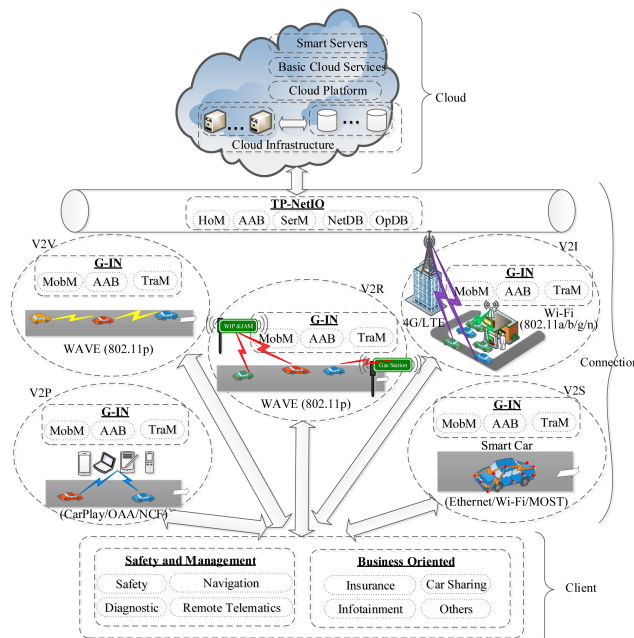 Smart Servers
Basic Cloud Services
Cloud Platform
Cloud Infrastructure
Cloud
TP-NetIO
HoM AAB SerM NetDB OpDB
V2V
G-IN
MobM AAB TraM
WAVE (802.11p)
V2R
G-IN
MobM AAB TraM
WIP &JAM
Gas Station
WAVE (802.11p)
V2I
G-IN
MobM AAB TraM
4G/LTE
Wi-Fi
(802.11a/b/g/n)
Connection
V2P
G-IN
MobM AAB TraM
(CarPlay/OAA/NCF)
V2S
G-IN
MobM AAB TraM
Smart Car
(Ethernet/Wi-Fi/MOST)
Safety and Management
Safety Navigation
Diagnostic Remote Telematics
Business Oriented
Insurance Car Sharing
Infotainment Others
Client